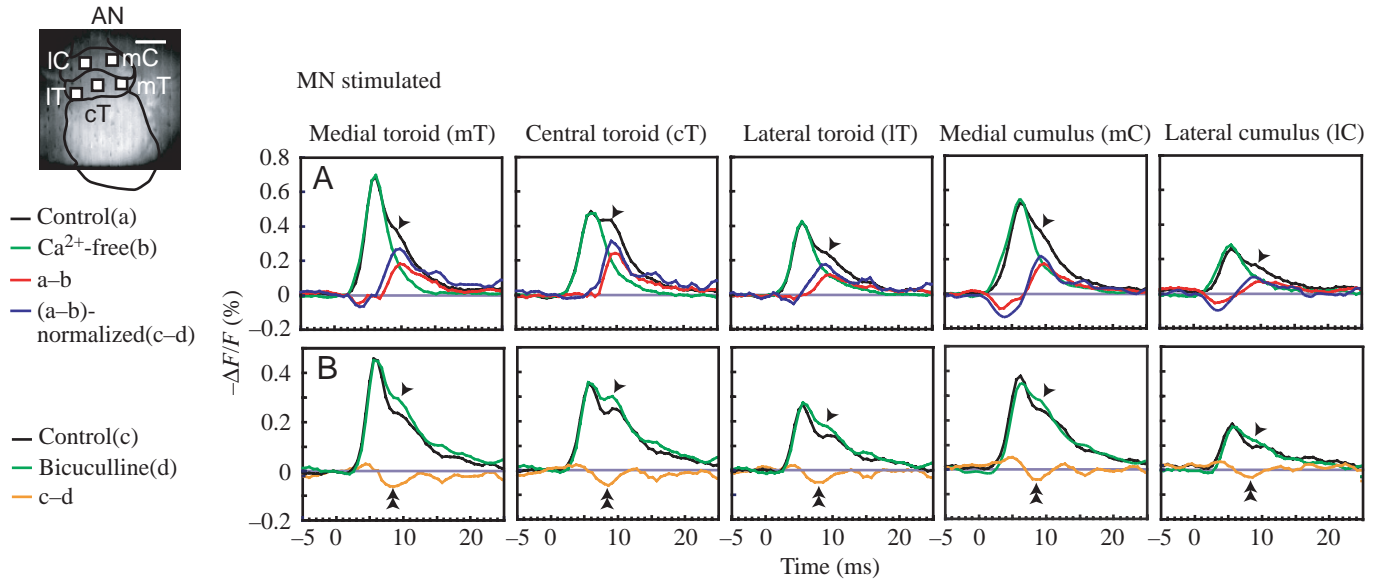 AN
lC
mC
mT
lT
cT
Control(a)
Ca2+-free(b)
a–b
(a–b)-
normalized(c–d)
Control(c)
Bicuculline(d)
c–d
MN stimulated
Medial toroid (mT)
Central toroid (cT)
Lateral toroid (lT)
Medial cumulus (mC)
Lateral cumulus (lC)
–ΔF/F (%)
A
0.8
0.6
0.4
0.2
0
–0.2
B
0.4
0.2
0
–0.2
–5 0 10 20
–5 0 10 20
–5 0 10 20
–5 0 10 20
–5 0 10 20
Time (ms)